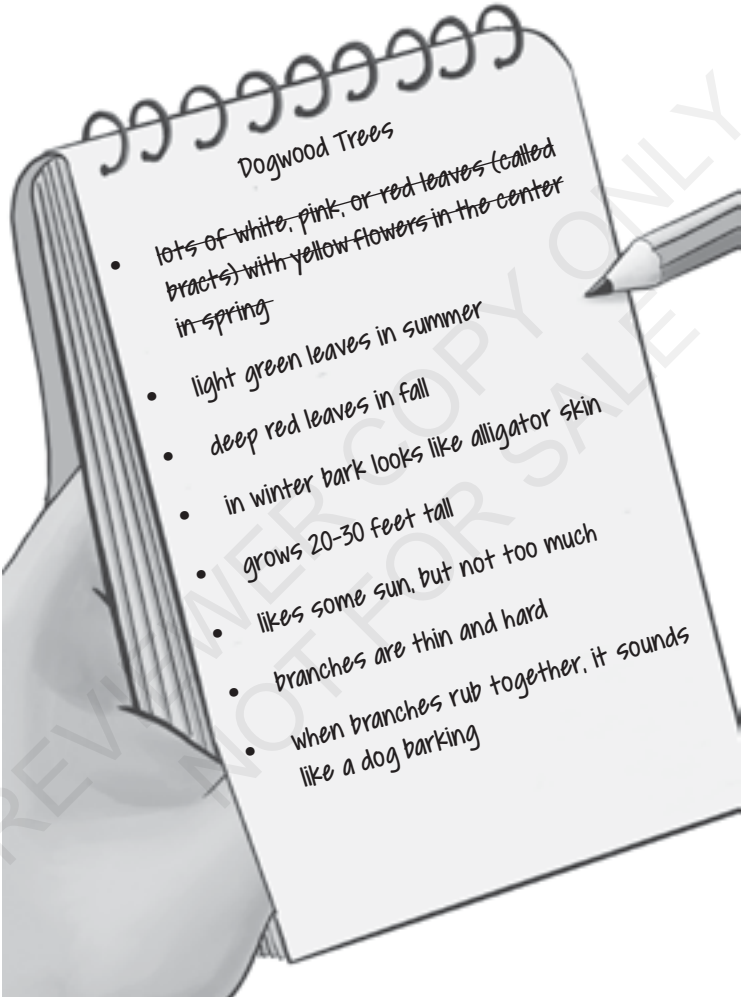 Dogwood Trees
• lots of white, pink, or red leaves (called
bracts) with yellow flowers in the center
in spring
• light green leaves in summer
• deep red leaves in fall
• in winter bark looks like alligator skin
• grows 20-30 feet tall
• likes some sun, but not too much
• branches are thin and hard
• when branches rub together, it sounds
like a dog barking
REVIEWER COPY ONLY
NOT FOR SALE